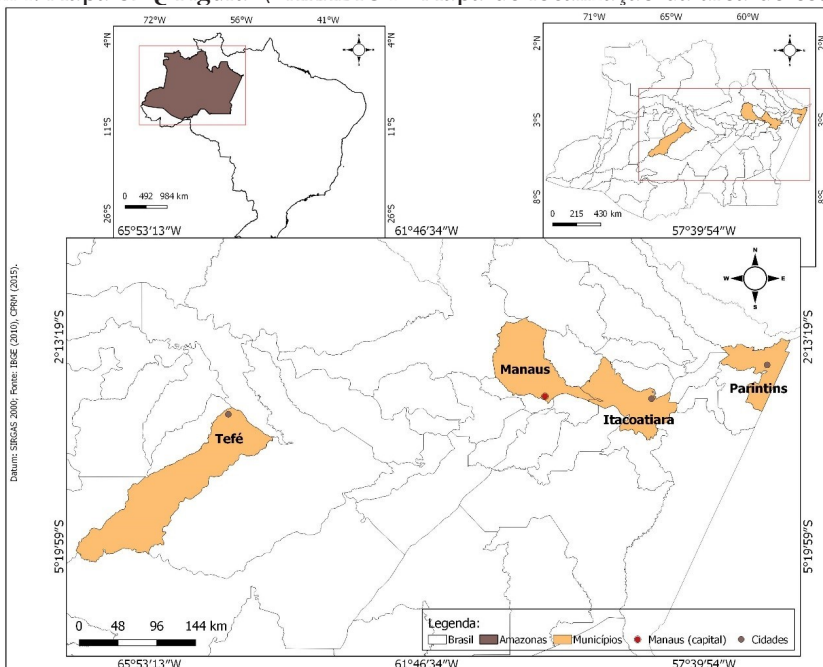 72°W 56°W 41°W
4°N
11°S
26°S
4°N
11°S
26°S
N
W E
S
0 492 984 km
71°W 65°W 60°W
2°N
3°S
8°S
2°N
3°S
8°S
0 215 430 km
65°53′13″W 61°46′34″W 57°39′54″W
2°13′19″S
5°19′59″S
2°13′19″S
5°19′59″S
N
W E
S
Manaus
Parintins
Itacoatiara
Tefé
Datum: SIRGAS 2000; Fonte: IBGE (2010), CPRM (2015).
0 48 96 144 km
Legenda:
Brasil Amazonas Municípios Manaus (capital) Cidades
65°53′13″W 61°46′34″W 57°39′54″W